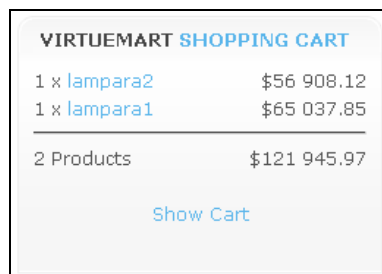 VIRTUEMART SHOPPING CART
1 x lampara2 $56 908.12
1 x lampara1 $65 037.85
2 Products $121 945.97
Show Cart